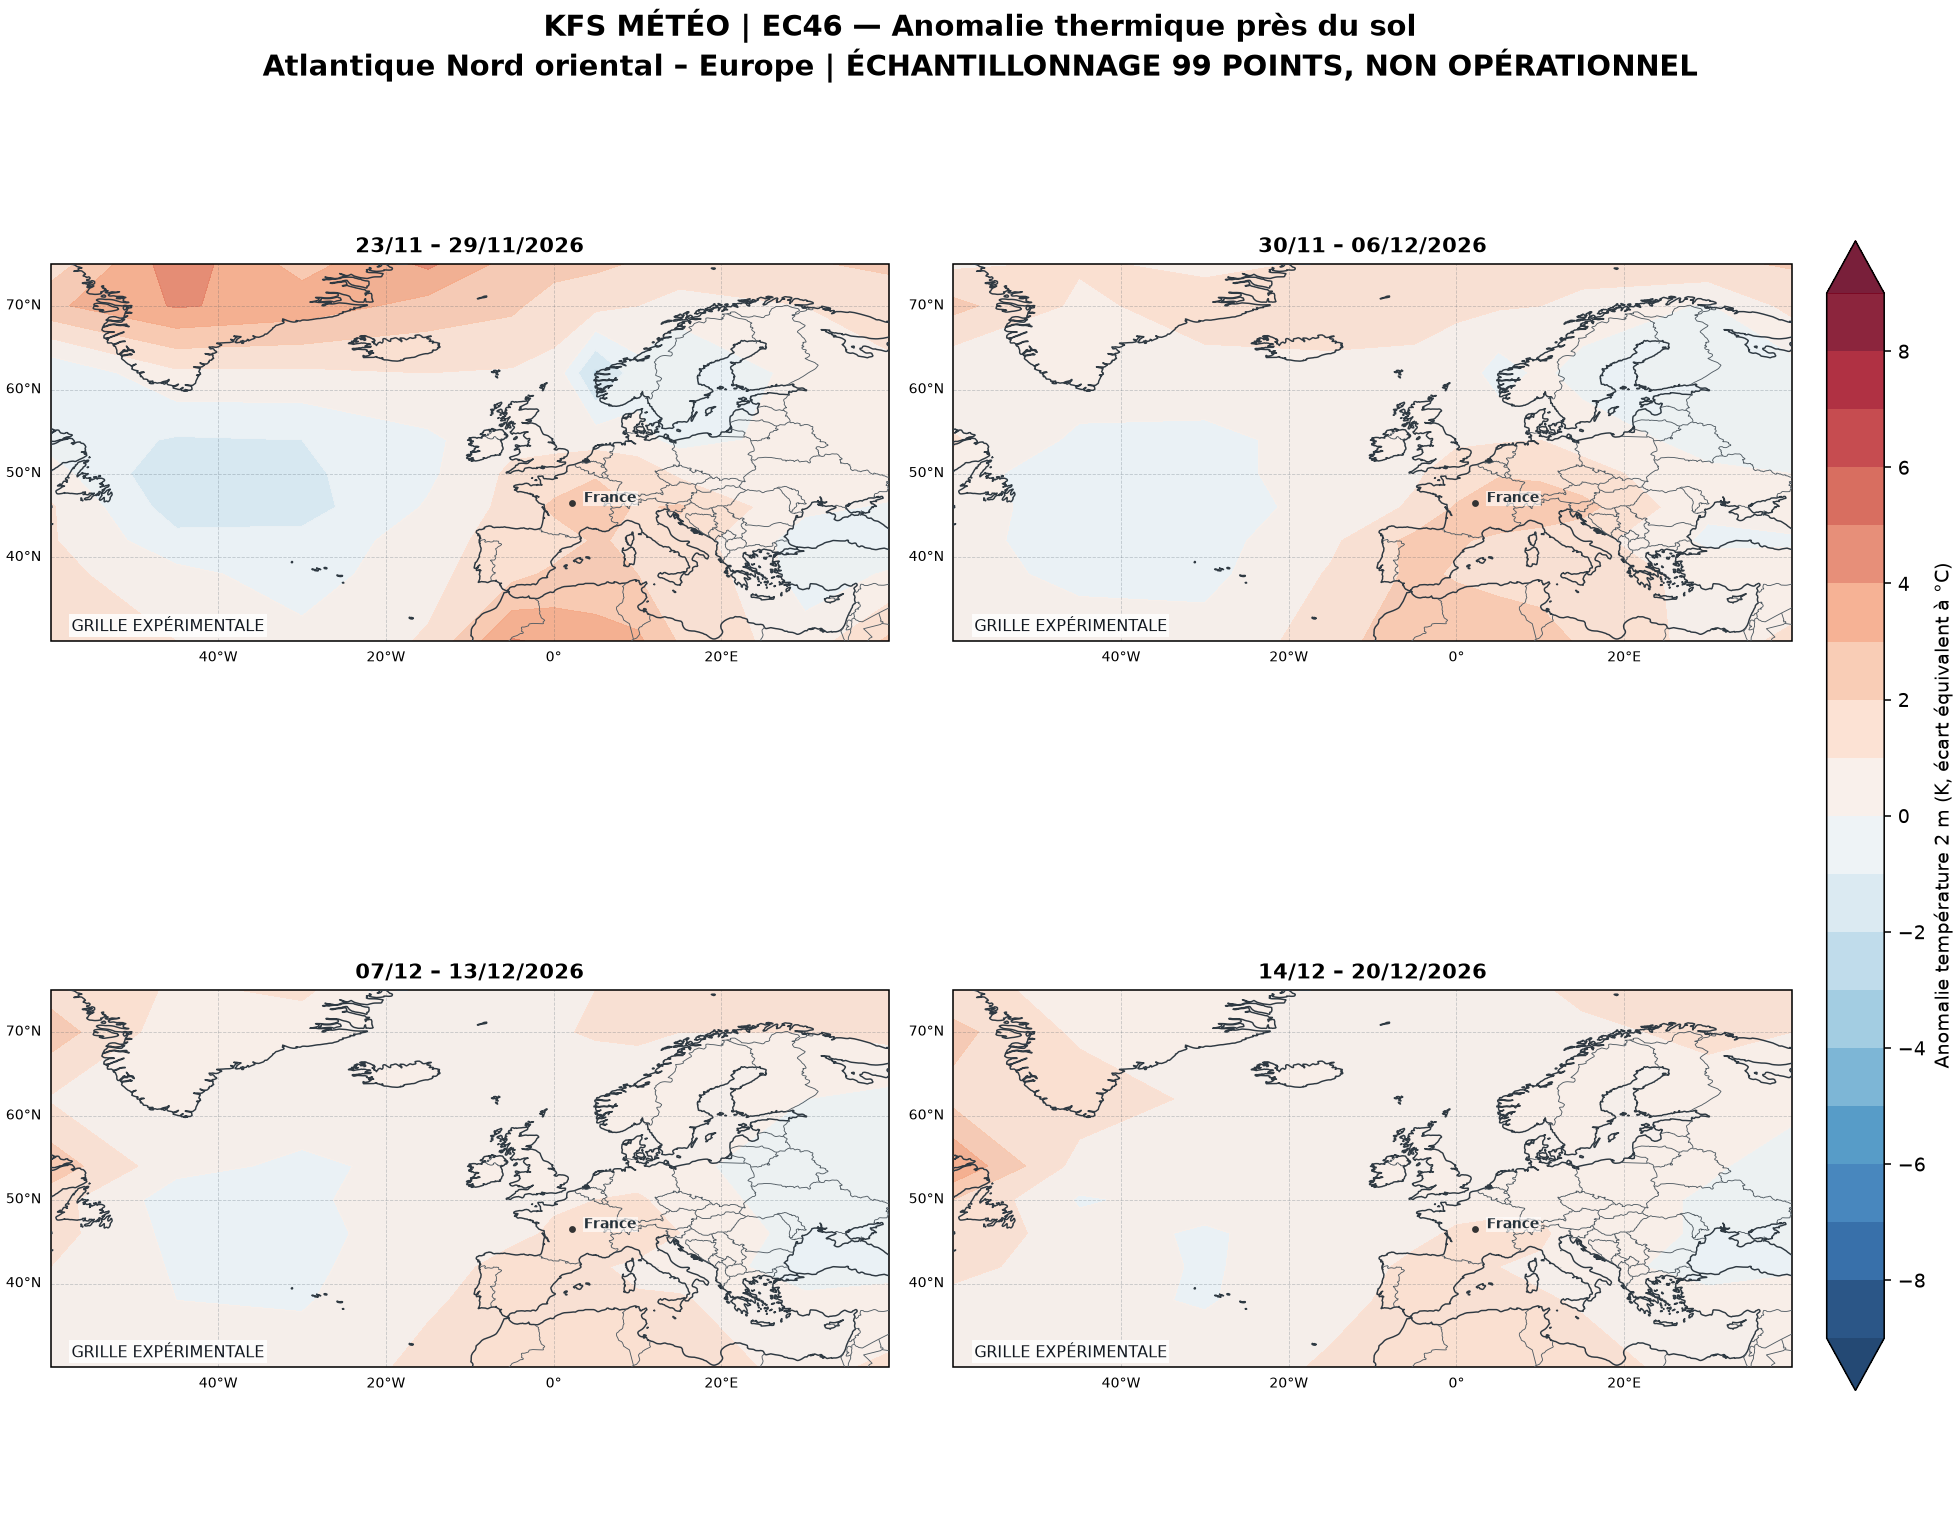 KFS MÉTÉO | EC46 — Anomalie thermique près du sol
Atlantique Nord oriental – Europe | ÉCHANTILLONNAGE 99 POINTS, NON OPÉRATIONNEL
23/11 – 29/11/2026
70°N
60°N
50°N
40°N
France
GRILLE EXPÉRIMENTALE
40°W
20°W
0°
20°E
30/11 – 06/12/2026
70°N
60°N
50°N
40°N
France
GRILLE EXPÉRIMENTALE
40°W
20°W
0°
20°E
07/12 – 13/12/2026
70°N
60°N
50°N
40°N
France
GRILLE EXPÉRIMENTALE
40°W
20°W
0°
20°E
14/12 – 20/12/2026
70°N
60°N
50°N
40°N
France
GRILLE EXPÉRIMENTALE
40°W
20°W
0°
20°E
8
6
4
2
0
−2
−4
−6
−8
Anomalie température 2 m (K, écart équivalent à °C)